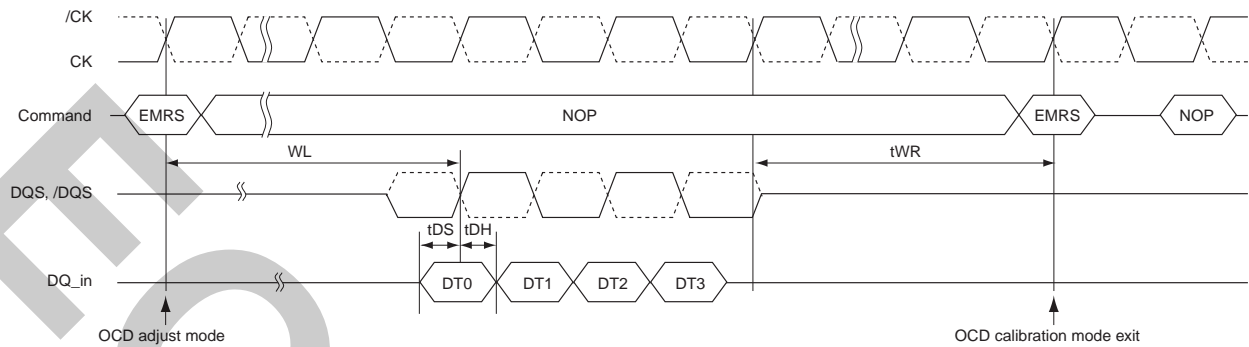 /CK
CK
Command EMRS NOP EMRS NOP
WL tWR
DQS, /DQS
tDS tDH
DQ_in DT0 DT1 DT2 DT3
OCD adjust mode OCD calibration mode exit